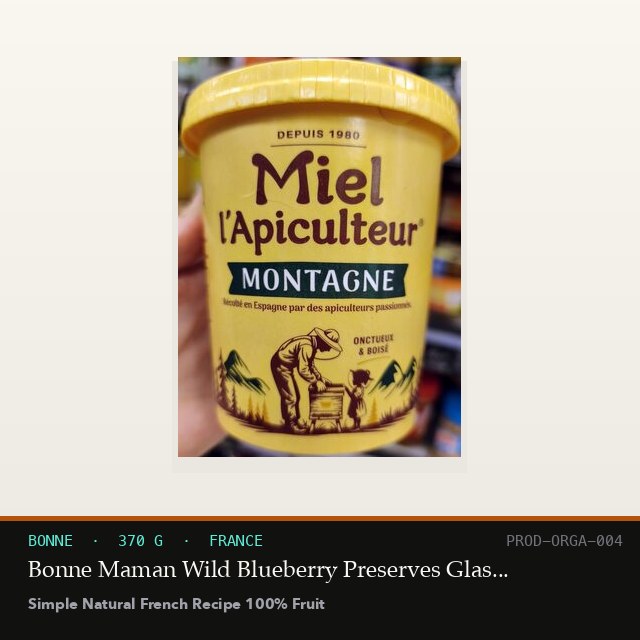 DEPUIS 1980
Miel
l'Apiculteur®
MONTAGNE
Récolté en Espagne par des apiculteurs passionnés.
ONCTUEUX
& BOISÉ
BONNE · 370 G · FRANCE
PROD–ORGA–004
Bonne Maman Wild Blueberry Preserves Glas...
Simple Natural French Recipe 100% Fruit